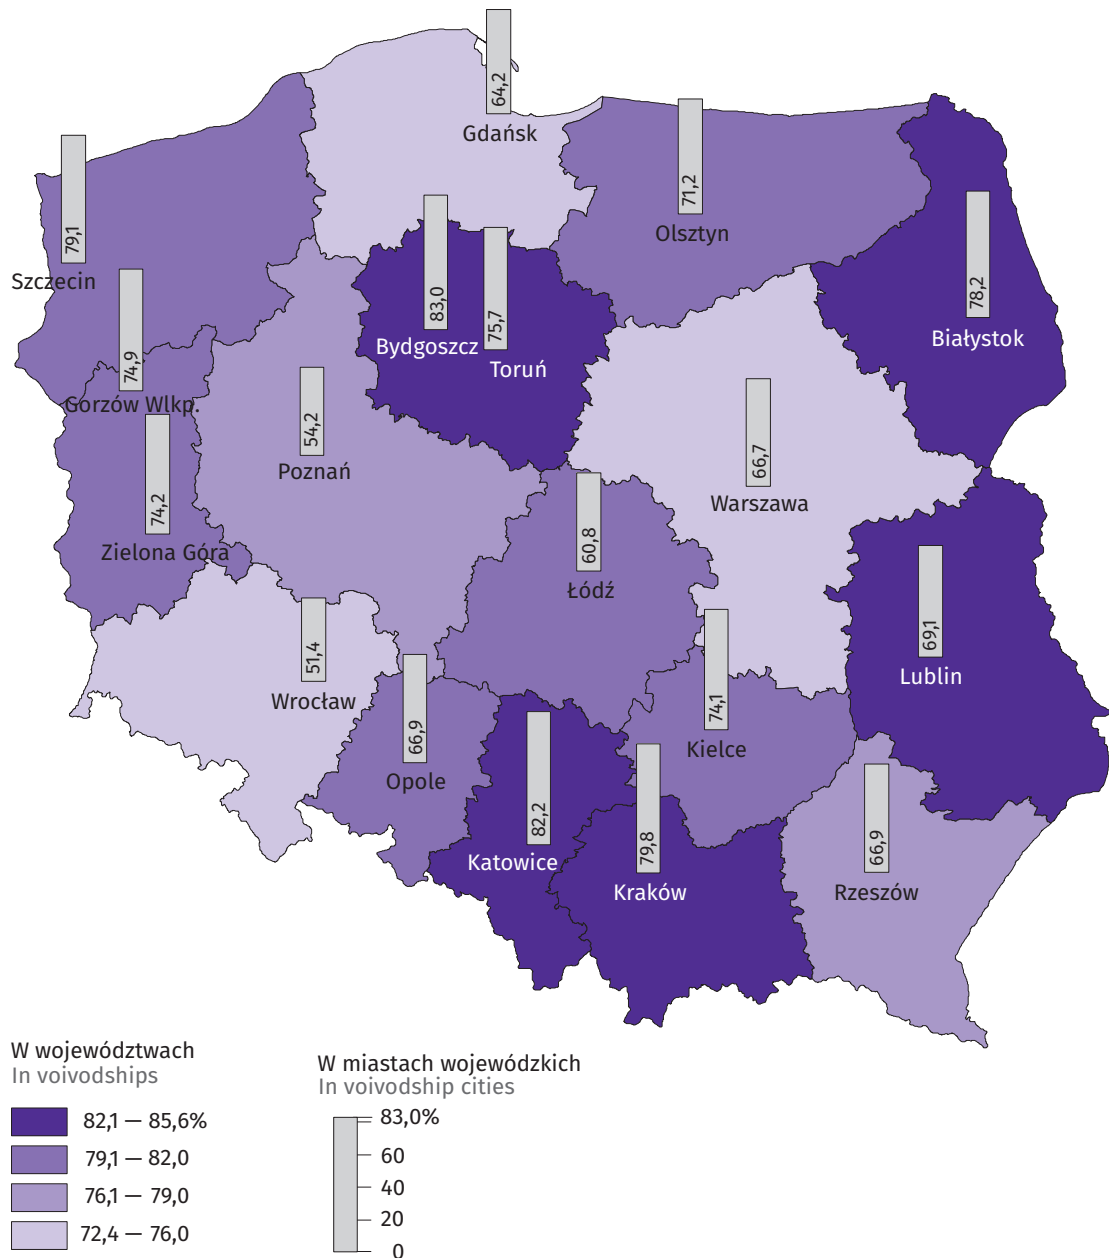 64,2
Gdańsk
71,2
Olsztyn
79,1
Szczecin
78,2
Białystok
83,0
Bydgoszcz
75,7
Toruń
74,9
Gorzów Wlkp.
54,2
Poznań
66,7
Warszawa
74,2
Zielona Góra
60,8
Łódź
69,1
Lublin
51,4
Wrocław
66,9
Opole
74,1
Kielce
82,2
Katowice
79,8
Kraków
66,9
Rzeszów
W województwach
In voivodships
82,1 — 85,6%
79,1 — 82,0
76,1 — 79,0
72,4 — 76,0
W miastach wojewódzkich
In voivodship cities
83,0%
60
40
20
0